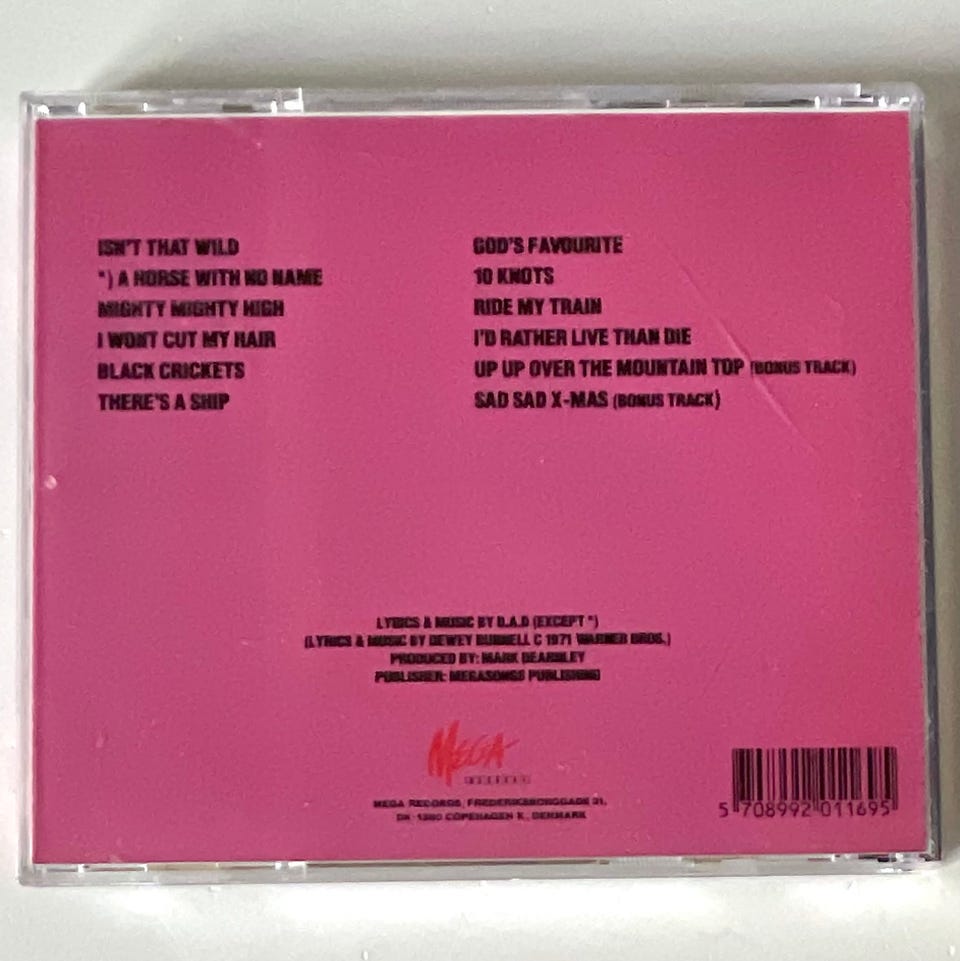 ISN'T THAT WILD
*) A HORSE WITH NO NAME
MIGHTY MIGHTY HIGH
I WON'T CUT MY HAIR
BLACK CRICKETS
THERE'S A SHIP
GOD'S FAVOURITE
10 KNOTS
RIDE MY TRAIN
I'D RATHER LIVE THAN DIE
UP UP OVER THE MOUNTAIN TOP (BONUS TRACK)
SAD SAD X-MAS (BONUS TRACK)
LYRICS & MUSIC BY D.A.D (EXCEPT *)
(LYRICS & MUSIC BY DEWEY BUNNELL C 1971 WARNER BROS.)
PRODUCED BY: MARK DEARNLEY
PUBLISHER: MEGASONGS PUBLISHING
MEGA
RECORDS
MEGA RECORDS, FREDERIKSBORGGADE 31,
DK-1360 COPENHAGEN K., DENMARK
5 708992 011695